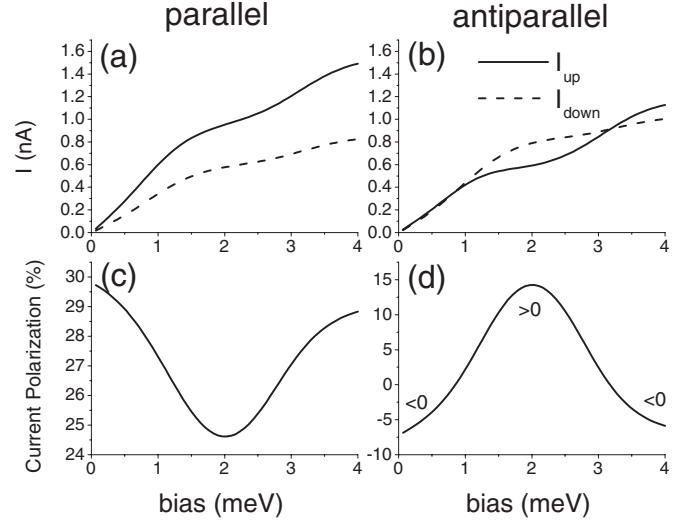 parallel
antiparallel
(a)
1.6
1.4
1.2
1.0
0.8
0.6
0.4
0.2
0.0
I (nA)
0 1 2 3 4
(b)
I up
I down
1.6
1.4
1.2
1.0
0.8
0.6
0.4
0.2
0.0
0 1 2 3 4
(c)
30
29
28
27
26
25
24
Current Polarization (%)
0 1 2 3 4
bias (meV)
(d)
15
10
5
0
-5
-10
<0
>0
<0
0 1 2 3 4
bias (meV)